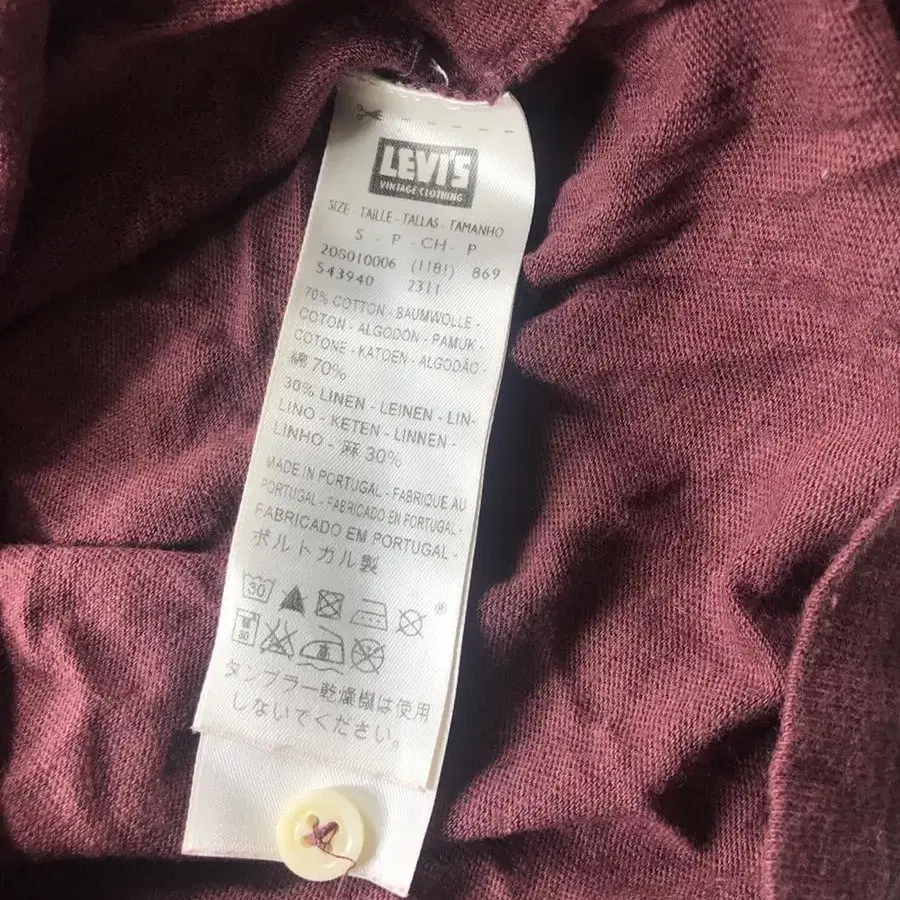 LEVI'S
VINTAGE CLOTHING
SIZE - TAILLE - TALLAS - TAMANHO
S - P - CH - P
205010006 (1181) 869
543940 2311
70% COTTON - BAUMWOLLE -
COTON - ALGODÓN - PAMUK -
COTONE - KATOEN - ALGODÃO -
綿 70%
30% LINEN - LEINEN - LIN-
LINO - KETEN - LINNEN -
LINHO - 麻 30%
MADE IN PORTUGAL - FABRIQUE AU
PORTUGAL - FABRICADO EN PORTUGAL -
FABRICADO EM PORTUGAL -
ポルトガル製
30
®
30
タンブラー乾燥機は使用
しないでください。